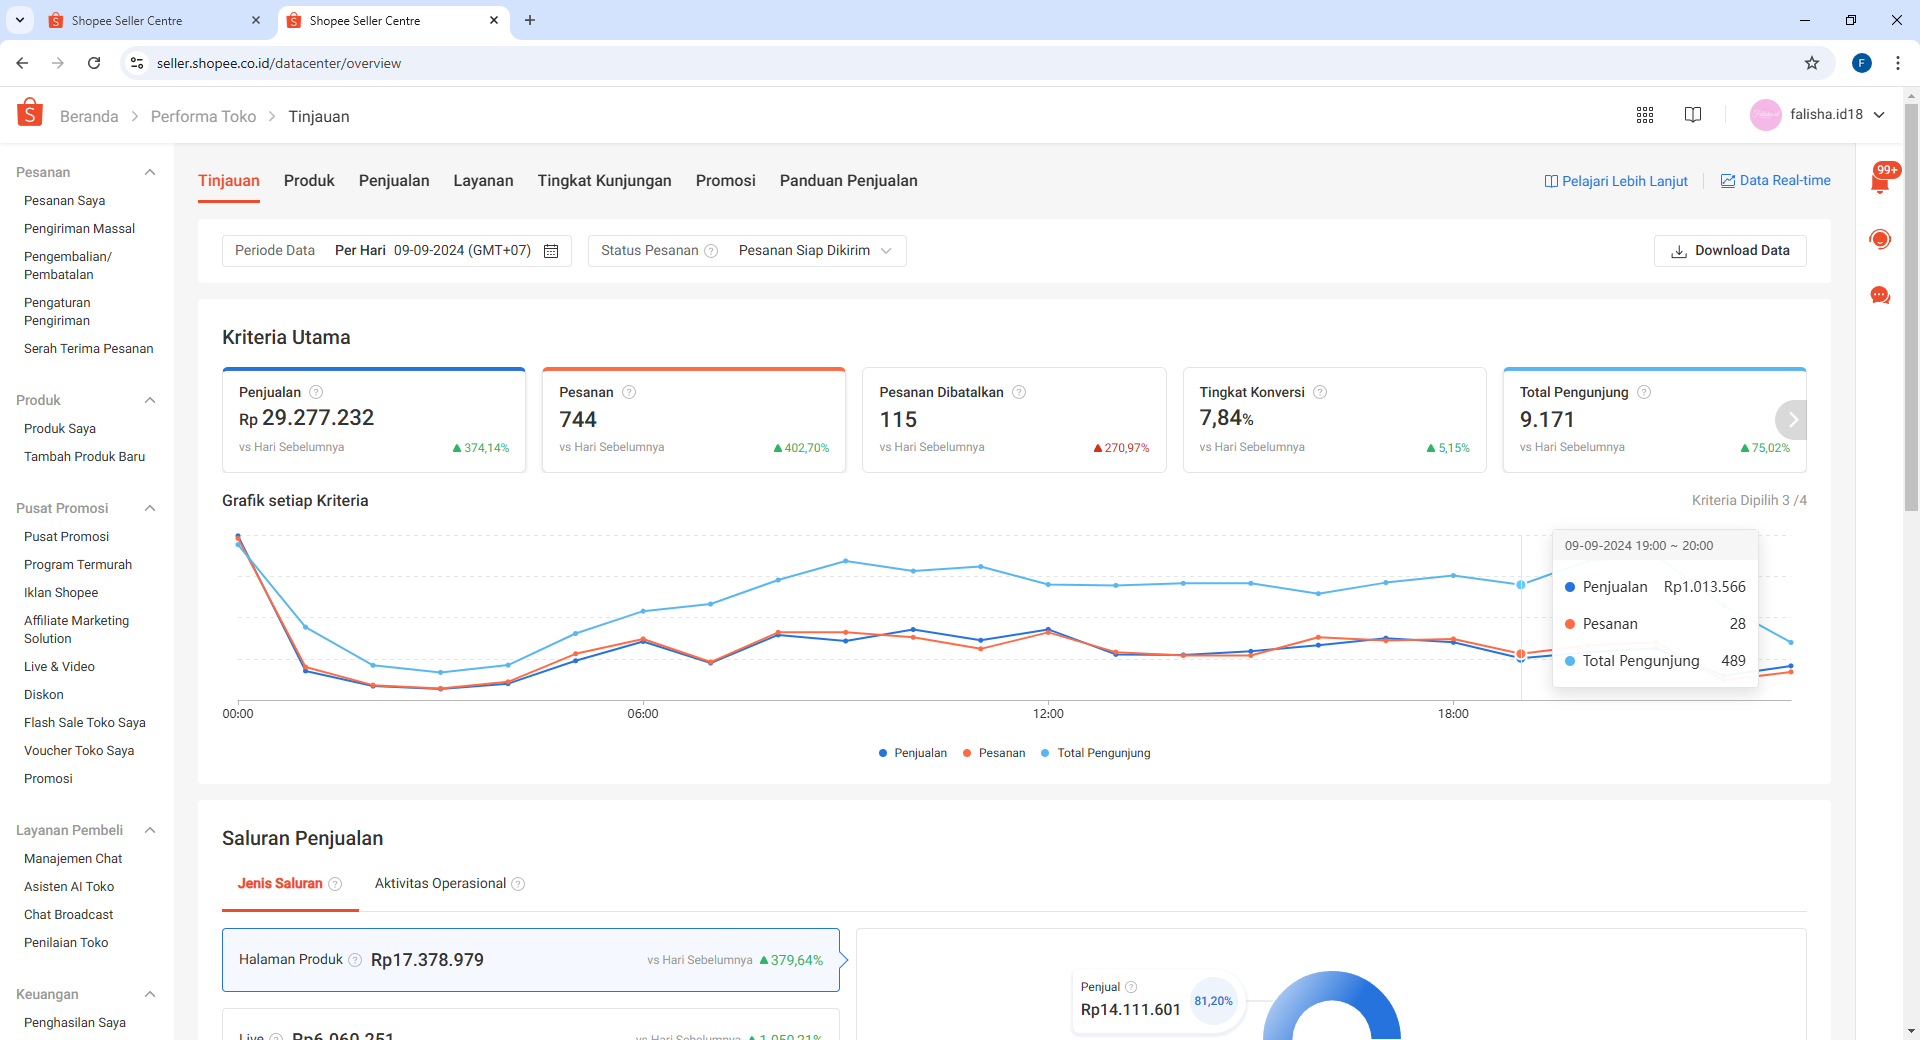 Shopee Seller Centre
Shopee Seller Centre
seller.shopee.co.id/datacenter/overview
F
Beranda > Performa Toko > Tinjauan
falisha.id18
99+
Pesanan
Pesanan Saya
Pengiriman Massal
Pengembalian/
Pembatalan
Pengaturan
Pengiriman
Serah Terima Pesanan
Produk
Produk Saya
Tambah Produk Baru
Pusat Promosi
Pusat Promosi
Program Termurah
Iklan Shopee
Affiliate Marketing
Solution
Live & Video
Diskon
Flash Sale Toko Saya
Voucher Toko Saya
Promosi
Layanan Pembeli
Manajemen Chat
Asisten AI Toko
Chat Broadcast
Penilaian Toko
Keuangan
Penghasilan Saya
Tinjauan Produk Penjualan Layanan Tingkat Kunjungan Promosi Panduan Penjualan
Pelajari Lebih Lanjut Data Real-time
Periode Data Per Hari 09-09-2024 (GMT+07) Status Pesanan Pesanan Siap Dikirim Download Data
Kriteria Utama
Penjualan
Rp 29.277.232
vs Hari Sebelumnya 374,14%
Pesanan
744
vs Hari Sebelumnya 402,70%
Pesanan Dibatalkan
115
vs Hari Sebelumnya 270,97%
Tingkat Konversi
7,84%
vs Hari Sebelumnya 5,15%
Total Pengunjung
9.171
vs Hari Sebelumnya 75,02%
Grafik setiap Kriteria Kriteria Dipilih 3 /4
09-09-2024 19:00 ~ 20:00
Penjualan Rp1.013.566
Pesanan 28
Total Pengunjung 489
00:00 06:00 12:00 18:00
Penjualan Pesanan Total Pengunjung
Saluran Penjualan
Jenis Saluran Aktivitas Operasional
Halaman Produk Rp17.378.979 vs Hari Sebelumnya 379,64%
Live Rp6.060.251 vs Hari Sebelumnya 1.050,21%
Penjual
Rp14.111.601
81,20%